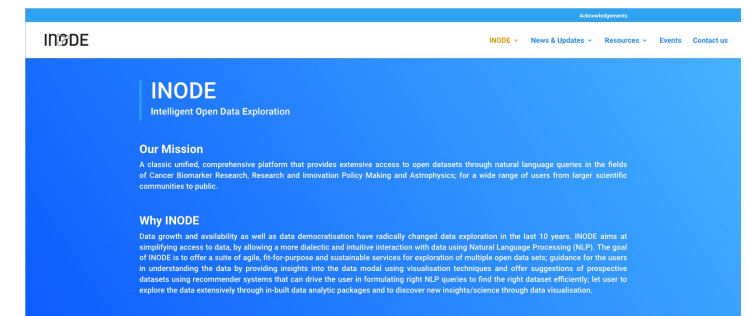 Acknowledgements
INODE
INODE News & Updates Resources Events Contact us
INODE
Intelligent Open Data Exploration
Our Mission
A classic unified, comprehensive platform that provides extensive access to open datasets through natural language queries in the fields
of Cancer Biomarker Research, Research and Innovation Policy Making and Astrophysics; for a wide range of users from larger scientific
communities to public.
Why INODE
Data growth and availability as well as data democratisation have radically changed data exploration in the last 10 years. INODE aims at
simplifying access to data, by allowing a more dialectic and intuitive interaction with data using Natural Language Processing (NLP). The goal
of INODE is to offer a suite of agile, fit-for-purpose and sustainable services for exploration of multiple open data sets; guidance for the users
in understanding the data by providing insights into the data model using visualisation techniques and offer suggestions of prospective
datasets using recommender systems that can drive the user in formulating right NLP queries to find the right dataset efficiently; let user to
explore the data extensively through in-built data analytic packages and to discover new insights/science through data visualisation.